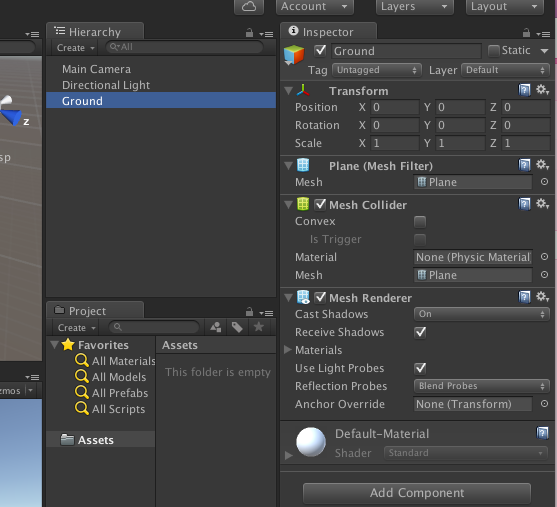 Account Layers Layout
Hierarchy
Create All
Main Camera
Directional Light
Ground
z
sp
Project
Create
Favorites
All Materials
All Models
All Prefabs
All Scripts
Assets
Assets
This folder is empty
zmos
Inspector
Ground Static
Tag Untagged Layer Default
Transform
Position X 0 Y 0 Z 0
Rotation X 0 Y 0 Z 0
Scale X 1 Y 1 Z 1
Plane (Mesh Filter)
Mesh Plane
Mesh Collider
Convex
Is Trigger
Material None (Physic Material
Mesh Plane
Mesh Renderer
Cast Shadows On
Receive Shadows
Materials
Use Light Probes
Reflection Probes Blend Probes
Anchor Override None (Transform)
Default-Material
Shader Standard
Add Component